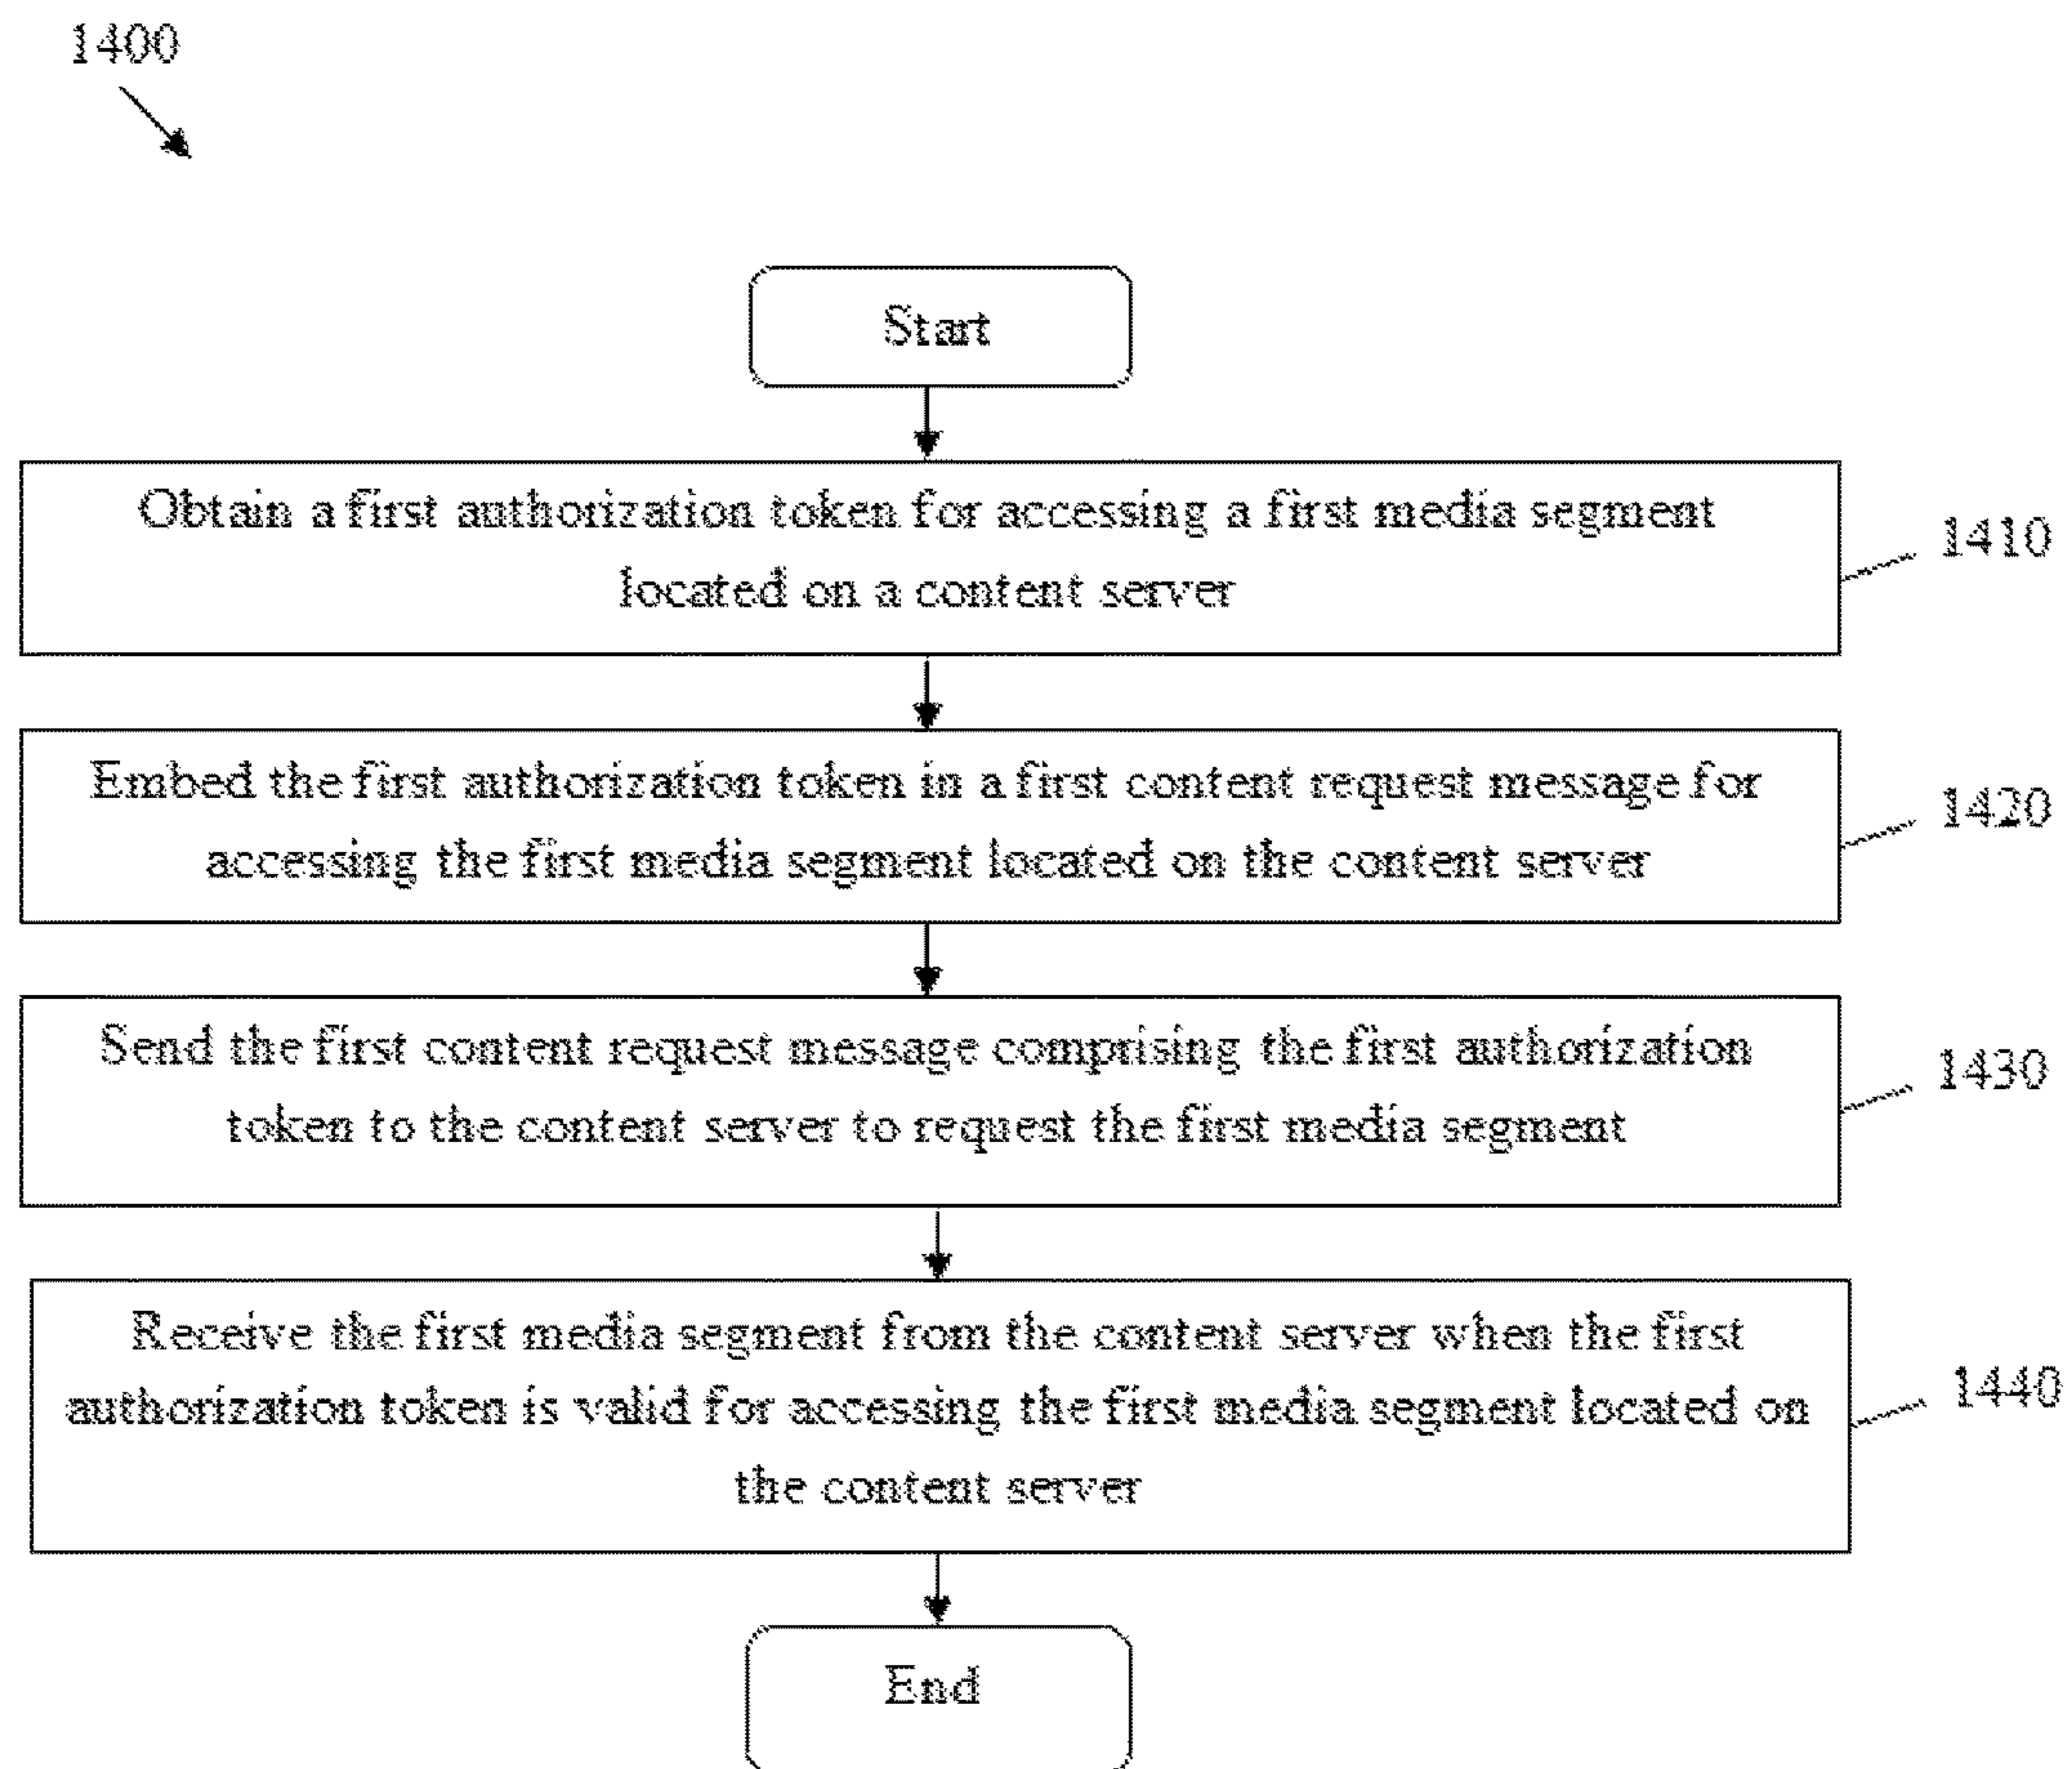 1400
Start
Obtain a first authorization token for accessing a first media segment
located on a content server
1410
Embed the first authorization token in a first content request message for
accessing the first media segment located on the content server
1420
Send the first content request message comprising the first authorization
token to the content server to request the first media segment
1430
Receive the first media segment from the content server when the first
authorization token is valid for accessing the first media segment located on
the content server
1440
End